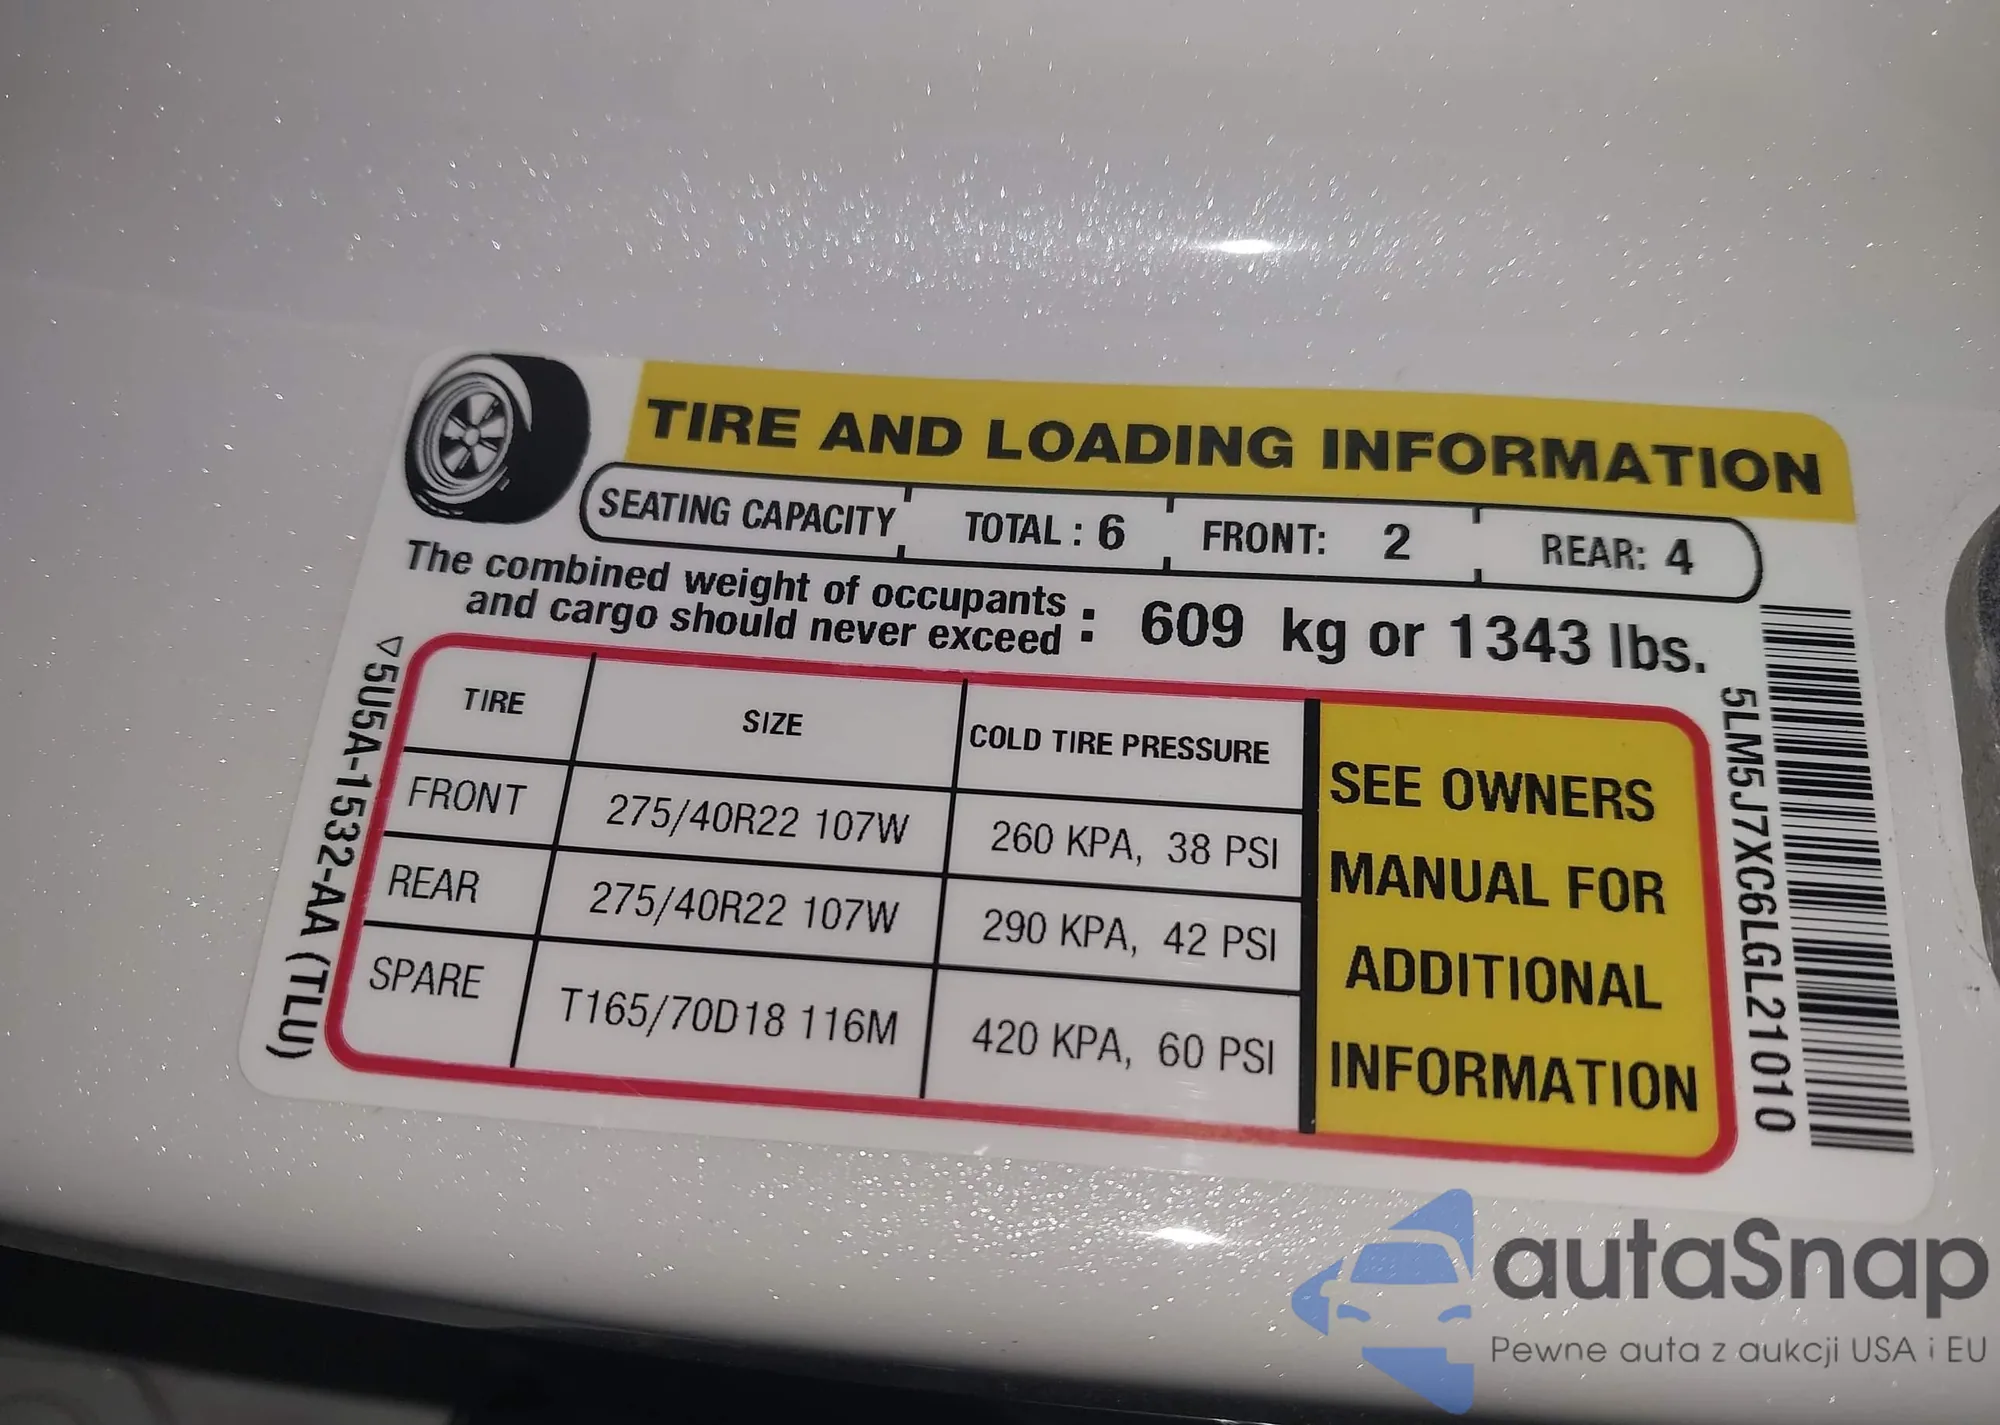 TIRE AND LOADING INFORMATION
SEATING CAPACITY TOTAL : 6 FRONT: 2 REAR: 4
The combined weight of occupants
and cargo should never exceed : 609 kg or 1343 lbs.
TIRE SIZE COLD TIRE PRESSURE
FRONT 275/40R22 107W 260 KPA, 38 PSI
REAR 275/40R22 107W 290 KPA, 42 PSI
SPARE T165/70D18 116M 420 KPA, 60 PSI
SEE OWNERS
MANUAL FOR
ADDITIONAL
INFORMATION
5U5A-1532-AA (TLU)
5LM5J7XC6LGL21010
autaSnap
Pewne auta z aukcji USA i EU